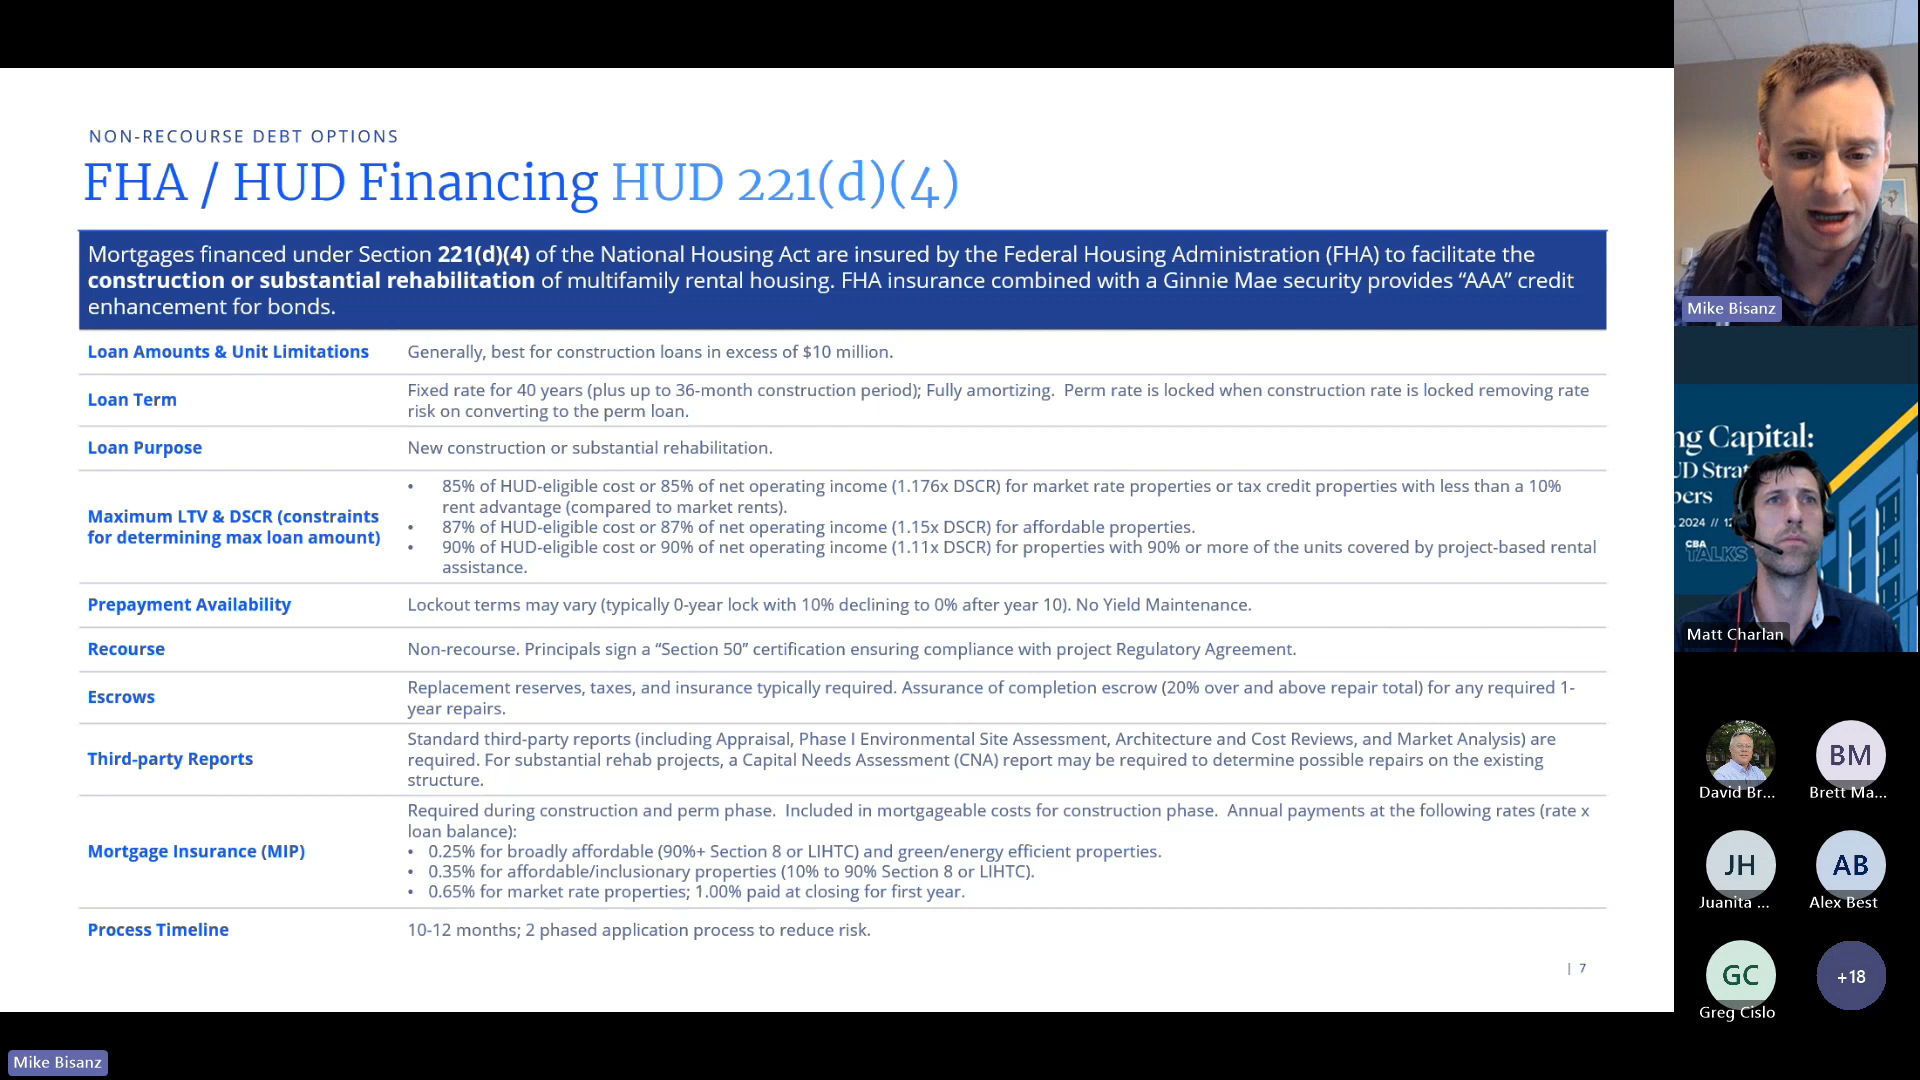 NON-RECOURSE DEBT OPTIONS
FHA / HUD Financing HUD 221(d)(4)
Mortgages financed under Section 221(d)(4) of the National Housing Act are insured by the Federal Housing Administration (FHA) to facilitate the
construction or substantial rehabilitation of multifamily rental housing. FHA insurance combined with a Ginnie Mae security provides “AAA” credit
enhancement for bonds.
Loan Amounts & Unit Limitations
Generally, best for construction loans in excess of $10 million.
Loan Term
Fixed rate for 40 years (plus up to 36-month construction period); Fully amortizing. Perm rate is locked when construction rate is locked removing rate
risk on converting to the perm loan.
Loan Purpose
New construction or substantial rehabilitation.
Maximum LTV & DSCR (constraints
for determining max loan amount)
• 85% of HUD-eligible cost or 85% of net operating income (1.176x DSCR) for market rate properties or tax credit properties with less than a 10%
rent advantage (compared to market rents).
• 87% of HUD-eligible cost or 87% of net operating income (1.15x DSCR) for affordable properties.
• 90% of HUD-eligible cost or 90% of net operating income (1.11x DSCR) for properties with 90% or more of the units covered by project-based rental
assistance.
Prepayment Availability
Lockout terms may vary (typically 0-year lock with 10% declining to 0% after year 10). No Yield Maintenance.
Recourse
Non-recourse. Principals sign a “Section 50” certification ensuring compliance with project Regulatory Agreement.
Escrows
Replacement reserves, taxes, and insurance typically required. Assurance of completion escrow (20% over and above repair total) for any required 1-
year repairs.
Third-party Reports
Standard third-party reports (including Appraisal, Phase I Environmental Site Assessment, Architecture and Cost Reviews, and Market Analysis) are
required. For substantial rehab projects, a Capital Needs Assessment (CNA) report may be required to determine possible repairs on the existing
structure.
Mortgage Insurance (MIP)
Required during construction and perm phase. Included in mortgageable costs for construction phase. Annual payments at the following rates (rate x
loan balance):
• 0.25% for broadly affordable (90%+ Section 8 or LIHTC) and green/energy efficient properties.
• 0.35% for affordable/inclusionary properties (10% to 90% Section 8 or LIHTC).
• 0.65% for market rate properties; 1.00% paid at closing for first year.
Process Timeline
10-12 months; 2 phased application process to reduce risk.
| 7
Mike Bisanz
Mike Bisanz
ng Capital:
UD Strat
pers
, 2024 // 12
CBA
TALKS
Matt Charlan
David Br...
BM
Brett Ma...
JH
Juanita ...
AB
Alex Best
GC
Greg Cislo
+18